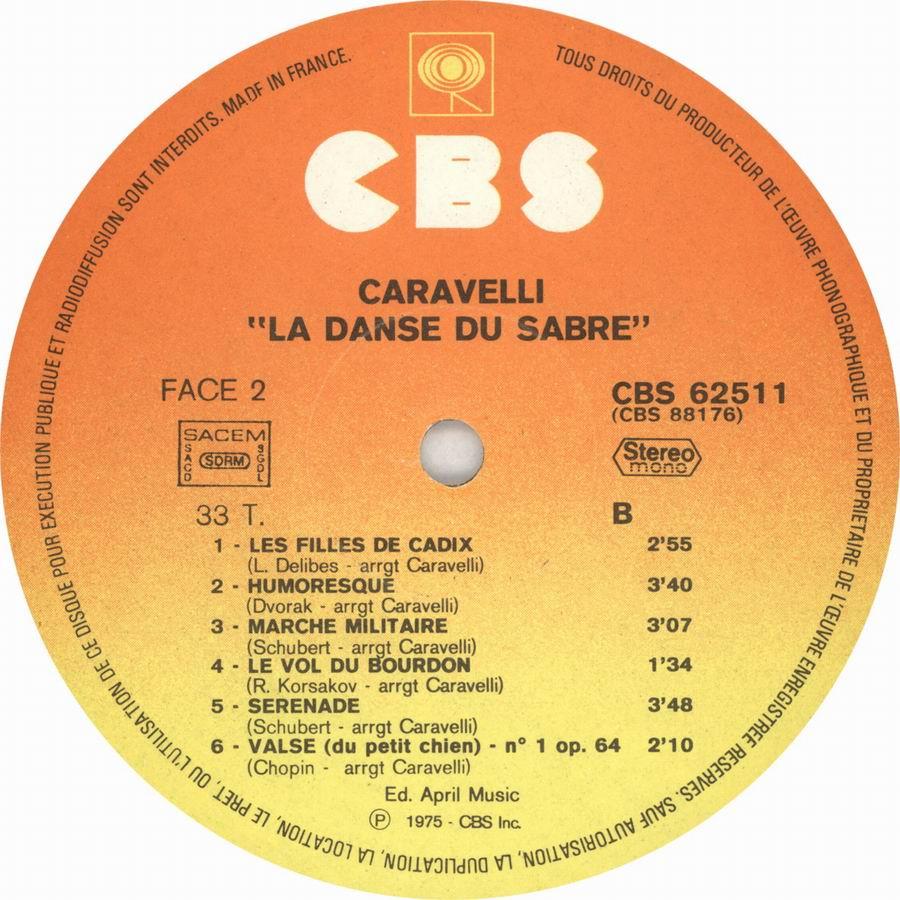 TOUS DROITS DU PRODUCTEUR DE L'ŒUVRE PHONOGRAPHIQUE ET DU PROPRIETAIRE DE L'ŒUVRE ENREGISTREE RESERVES. SAUF AUTORISATION, LA DUPLICATION, LA LOCATION, LE PRET, OU L'UTILISATION DE CE DISQUE POUR EXECUTION PUBLIQUE ET RADIODIFFUSION SONT INTERDITS. MADE IN FRANCE.
CBS
CARAVELLI
"LA DANSE DU SABRE"
FACE 2
CBS 62511
(CBS 88176)
SACEM
SACD
SDRM
SGDL
Stereo
mono
33 T.
B
1 - LES FILLES DE CADIX 2'55
(L. Delibes - arrgt Caravelli)
2 - HUMORESQUE 3'40
(Dvorak - arrgt Caravelli)
3 - MARCHE MILITAIRE 3'07
(Schubert - arrgt Caravelli)
4 - LE VOL DU BOURDON 1'34
(R. Korsakov - arrgt Caravelli)
5 - SERENADE 3'48
(Schubert - arrgt Caravelli)
6 - VALSE (du petit chien) - n° 1 op. 64 2'10
(Chopin - arrgt Caravelli)
Ed. April Music
Ⓟ 1975 - CBS Inc.